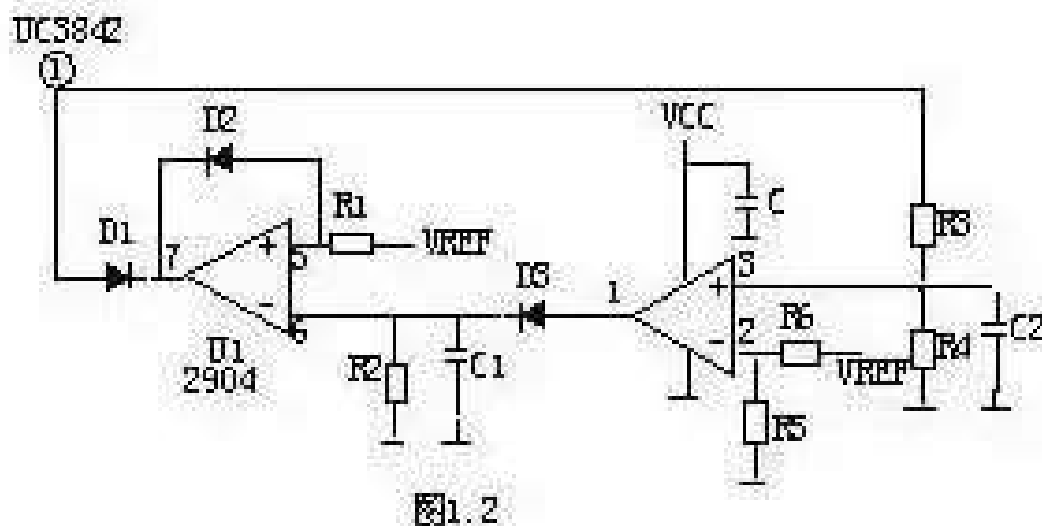 UC3842
①
D2
VCC
C
R1
VREF
R3
D1
7
+
5
D3
1
3
+
-
6
-
2
R6
VREF
R4
C2
U1
2904
R2
C1
R5
图1.2